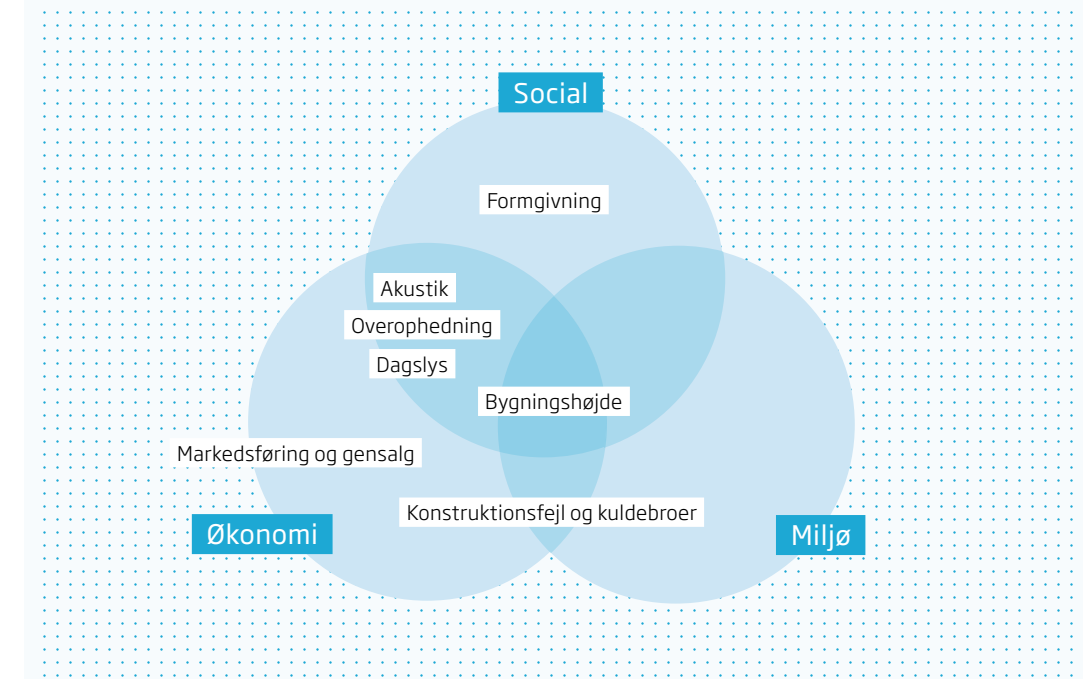 Social
Formgivning
Akustik
Overophedning
Dagslys
Bygningshøjde
Markedsføring og gensalg
Konstruktionsfejl og kuldebroer
Økonomi
Miljø